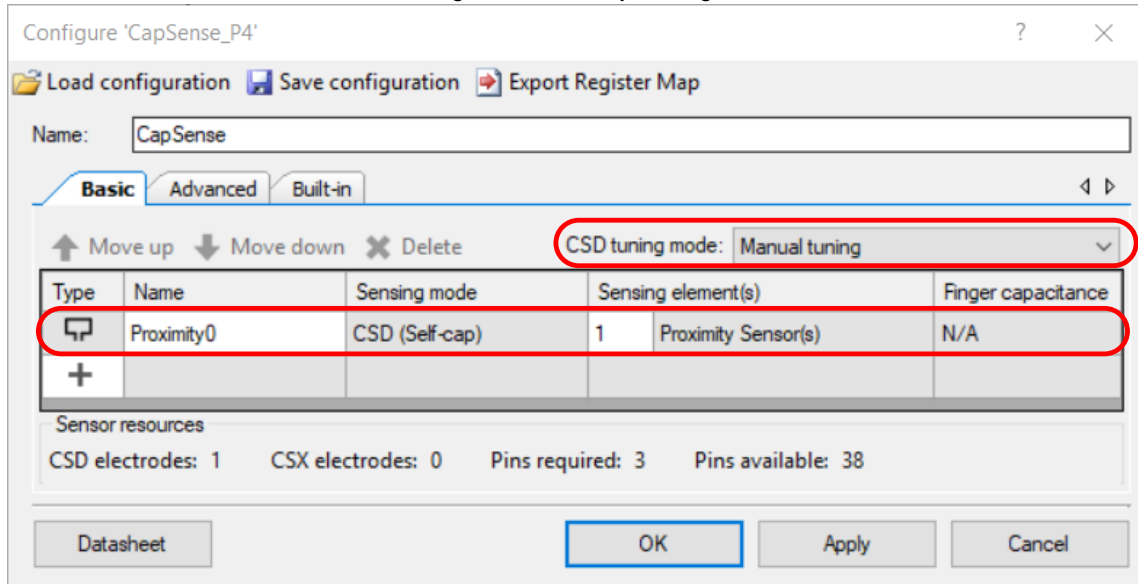 Configure 'CapSense_P4' ?
Load configuration Save configuration Export Register Map
Name: CapSense
Basic Advanced Built-in
Move up Move down Delete CSD tuning mode: Manual tuning
Type Name Sensing mode Sensing element(s) Finger capacitance
Proximity0 CSD (Self-cap) 1 Proximity Sensor(s) N/A
Sensor resources
CSD electrodes: 1 CSX electrodes: 0 Pins required: 3 Pins available: 38
Datasheet OK Apply Cancel